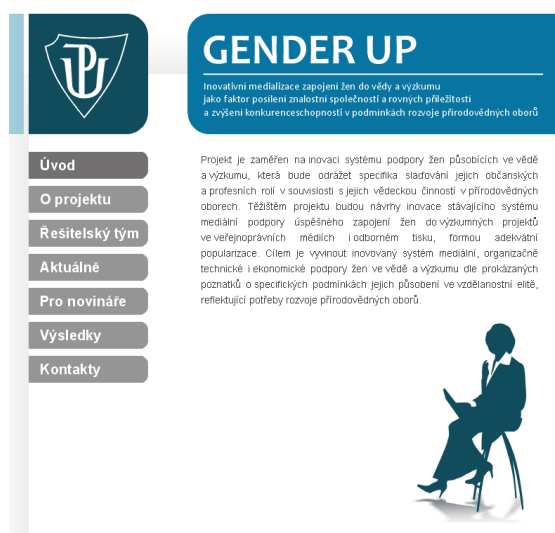 UP
GENDER UP
Inovativní medializace zapojení žen do vědy a výzkumu
jako faktor posílení znalostní společnosti a rovných příležitostí
a zvýšení konkurenceschopnosti v podmínkách rozvoje přírodovědných oborů
Úvod
O projektu
Řešitelský tým
Aktuálně
Pro novináře
Výsledky
Kontakty
Projekt je zaměřen na inovaci systému podpory žen působících ve vědě
a výzkumu, která bude odrážet specifika slaďování jejich občanských
a profesních rolí v souvislosti s jejich vědeckou činností v přírodovědných
oborech. Těžištěm projektu budou návrhy inovace stávajícího systému
mediální podpory úspěšného zapojení žen do výzkumných projektů
ve veřejnoprávních médiích i odborném tisku, formou adekvátní
popularizace. Cílem je vyvinout inovovaný systém mediální, organizačně
technické i ekonomické podpory žen ve vědě a výzkumu dle prokázaných
poznatků o specifických podmínkách jejich působení ve vzdělanostní elitě,
reflektující potřeby rozvoje přírodovědných oborů.